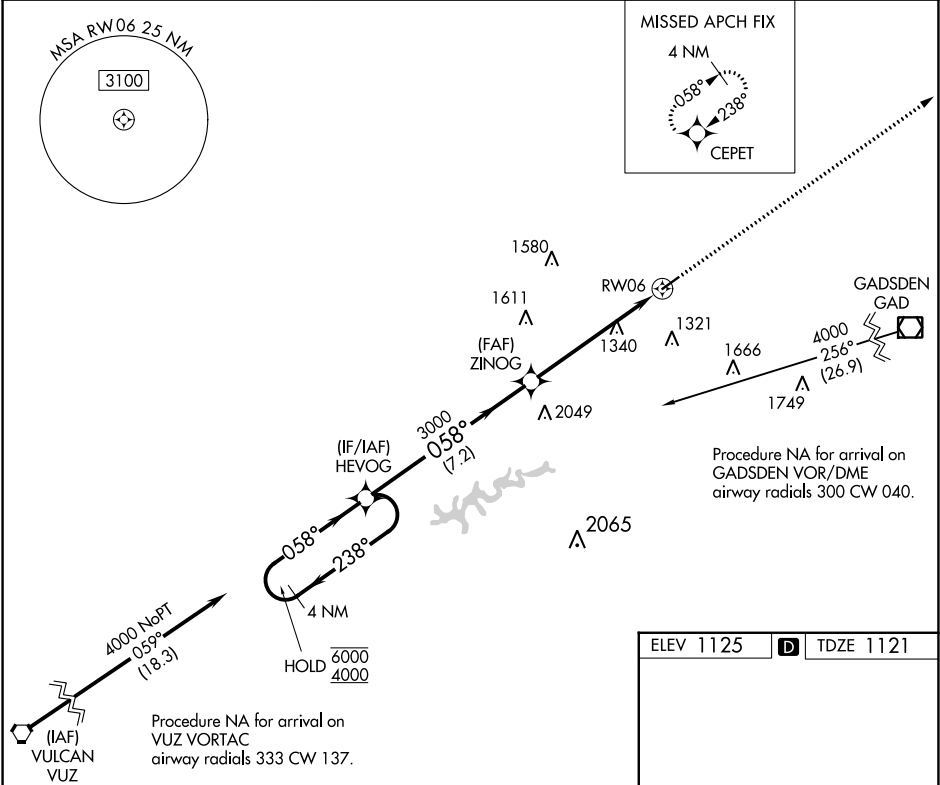 MSA RW06 25 NM
3100
MISSED APCH FIX
4 NM
058°
238°
CEPET
1580
RW06
1611
1340
1321
GADSDEN
GAD
4000
256°
(26.9)
1666
1749
(FAF)
ZINOG
2049
3000
058°
(7.2)
(IF/IAF)
HEVOG
Procedure NA for arrival on
GADSDEN VOR/DME
airway radials 300 CW 040.
058°
238°
2065
4 NM
4000 NoPT
059°
(18.3)
HOLD 6000
4000
(IAF)
VULCAN
VUZ
Procedure NA for arrival on
VUZ VORTAC
airway radials 333 CW 137.
ELEV 1125 D TDZE 1121